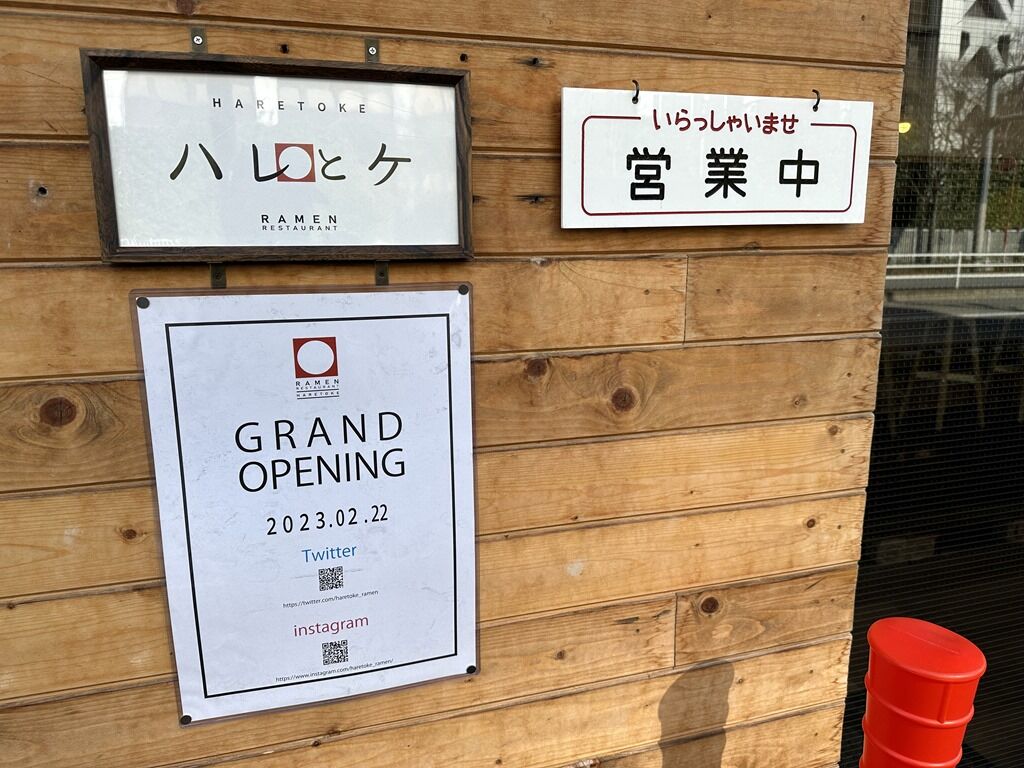 HARETOKE
ハレとケ
RAMEN
RESTAURANT
いらっしゃいませ
営業中
RAMEN
RESTAURANT
HARETOKE
GRAND
OPENING
2023.02.22
Twitter
https://twitter.com/haretoke_ramen
instagram
https://www.instagram.com/haretoke_ramen/